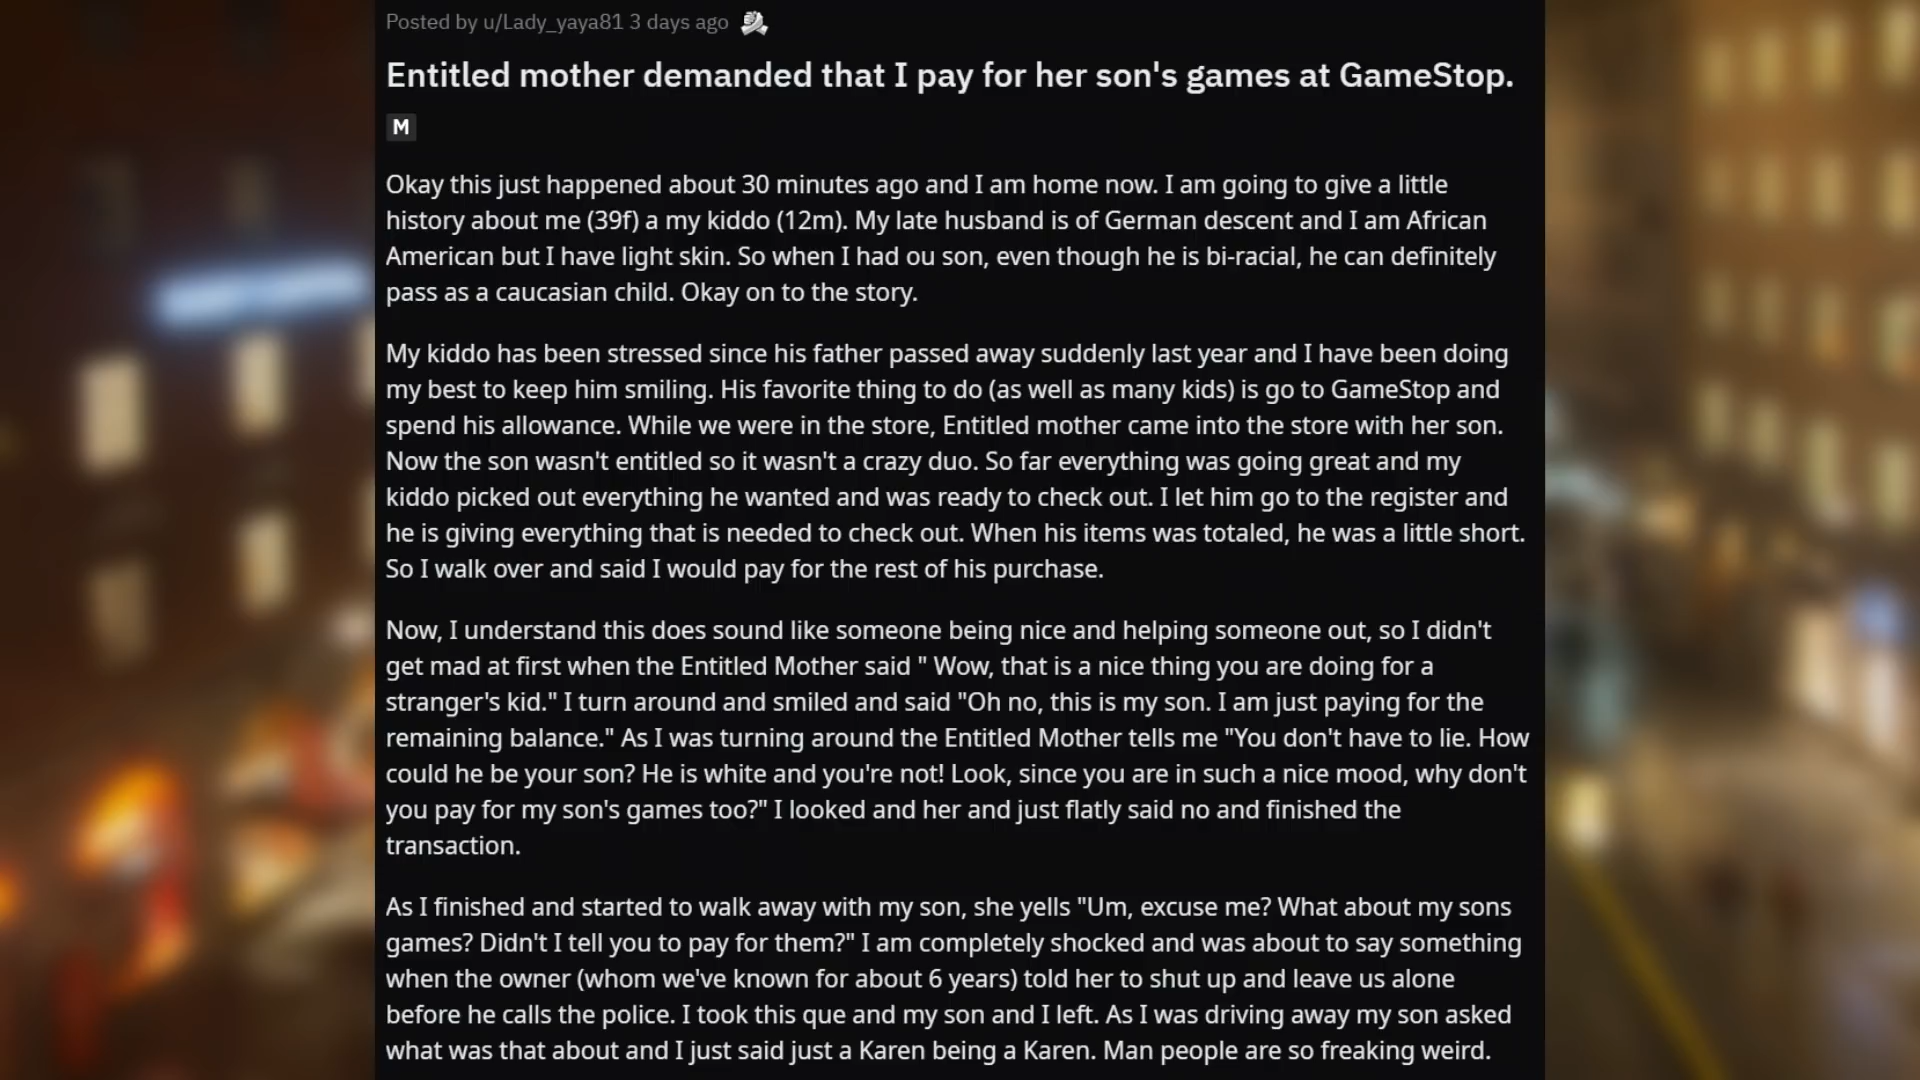 Posted by u/Lady_yaya81 3 days ago
Entitled mother demanded that I pay for her son's games at GameStop.
M
Okay this just happened about 30 minutes ago and I am home now. I am going to give a little
history about me (39f) a my kiddo (12m). My late husband is of German descent and I am African
American but I have light skin. So when I had ou son, even though he is bi-racial, he can definitely
pass as a caucasian child. Okay on to the story.
My kiddo has been stressed since his father passed away suddenly last year and I have been doing
my best to keep him smiling. His favorite thing to do (as well as many kids) is go to GameStop and
spend his allowance. While we were in the store, Entitled mother came into the store with her son.
Now the son wasn't entitled so it wasn't a crazy duo. So far everything was going great and my
kiddo picked out everything he wanted and was ready to check out. I let him go to the register and
he is giving everything that is needed to check out. When his items was totaled, he was a little short.
So I walk over and said I would pay for the rest of his purchase.
Now, I understand this does sound like someone being nice and helping someone out, so I didn't
get mad at first when the Entitled Mother said " Wow, that is a nice thing you are doing for a
stranger's kid." I turn around and smiled and said "Oh no, this is my son. I am just paying for the
remaining balance." As I was turning around the Entitled Mother tells me "You don't have to lie. How
could he be your son? He is white and you're not! Look, since you are in such a nice mood, why don't
you pay for my son's games too?" I looked and her and just flatly said no and finished the
transaction.
As I finished and started to walk away with my son, she yells "Um, excuse me? What about my sons
games? Didn't I tell you to pay for them?" I am completely shocked and was about to say something
when the owner (whom we've known for about 6 years) told her to shut up and leave us alone
before he calls the police. I took this que and my son and I left. As I was driving away my son asked
what was that about and I just said just a Karen being a Karen. Man people are so freaking weird.